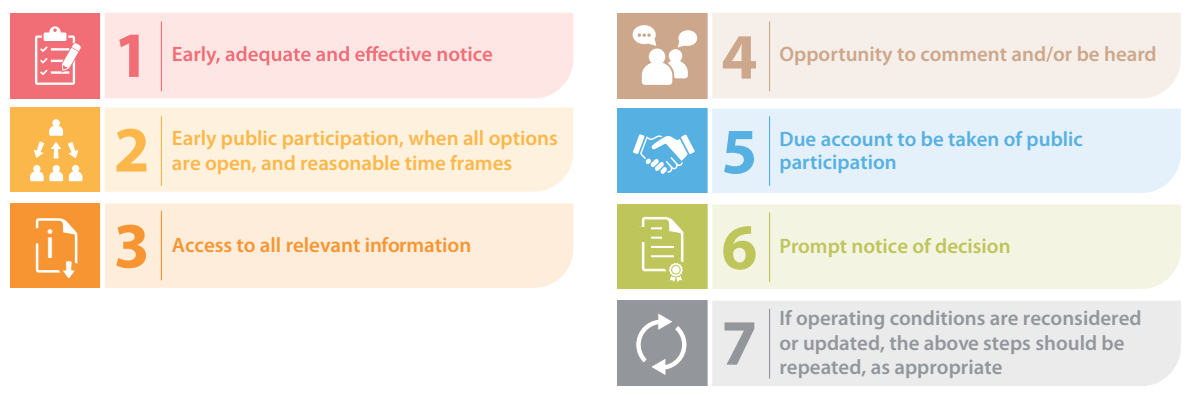 1
Early, adequate and effective notice
2
Early public participation, when all options
are open, and reasonable time frames
3
Access to all relevant information
4
Opportunity to comment and/or be heard
5
Due account to be taken of public
participation
6
Prompt notice of decision
7
If operating conditions are reconsidered
or updated, the above steps should be
repeated, as appropriate